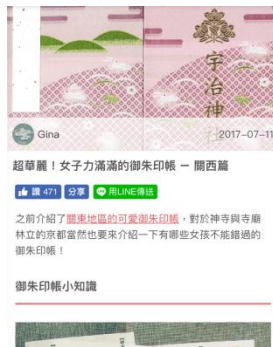 宇治神
Gina
2017-07-11
超華麗！女子力滿滿的御朱印帳 － 關西篇
讚 471
分享
用LINE傳送
之前介紹了關東地區的可愛御朱印帳，對於神寺與寺廟
林立的京都當然也要來介紹一下有哪些女孩不能錯過的
御朱印帳！
御朱印帳小知識